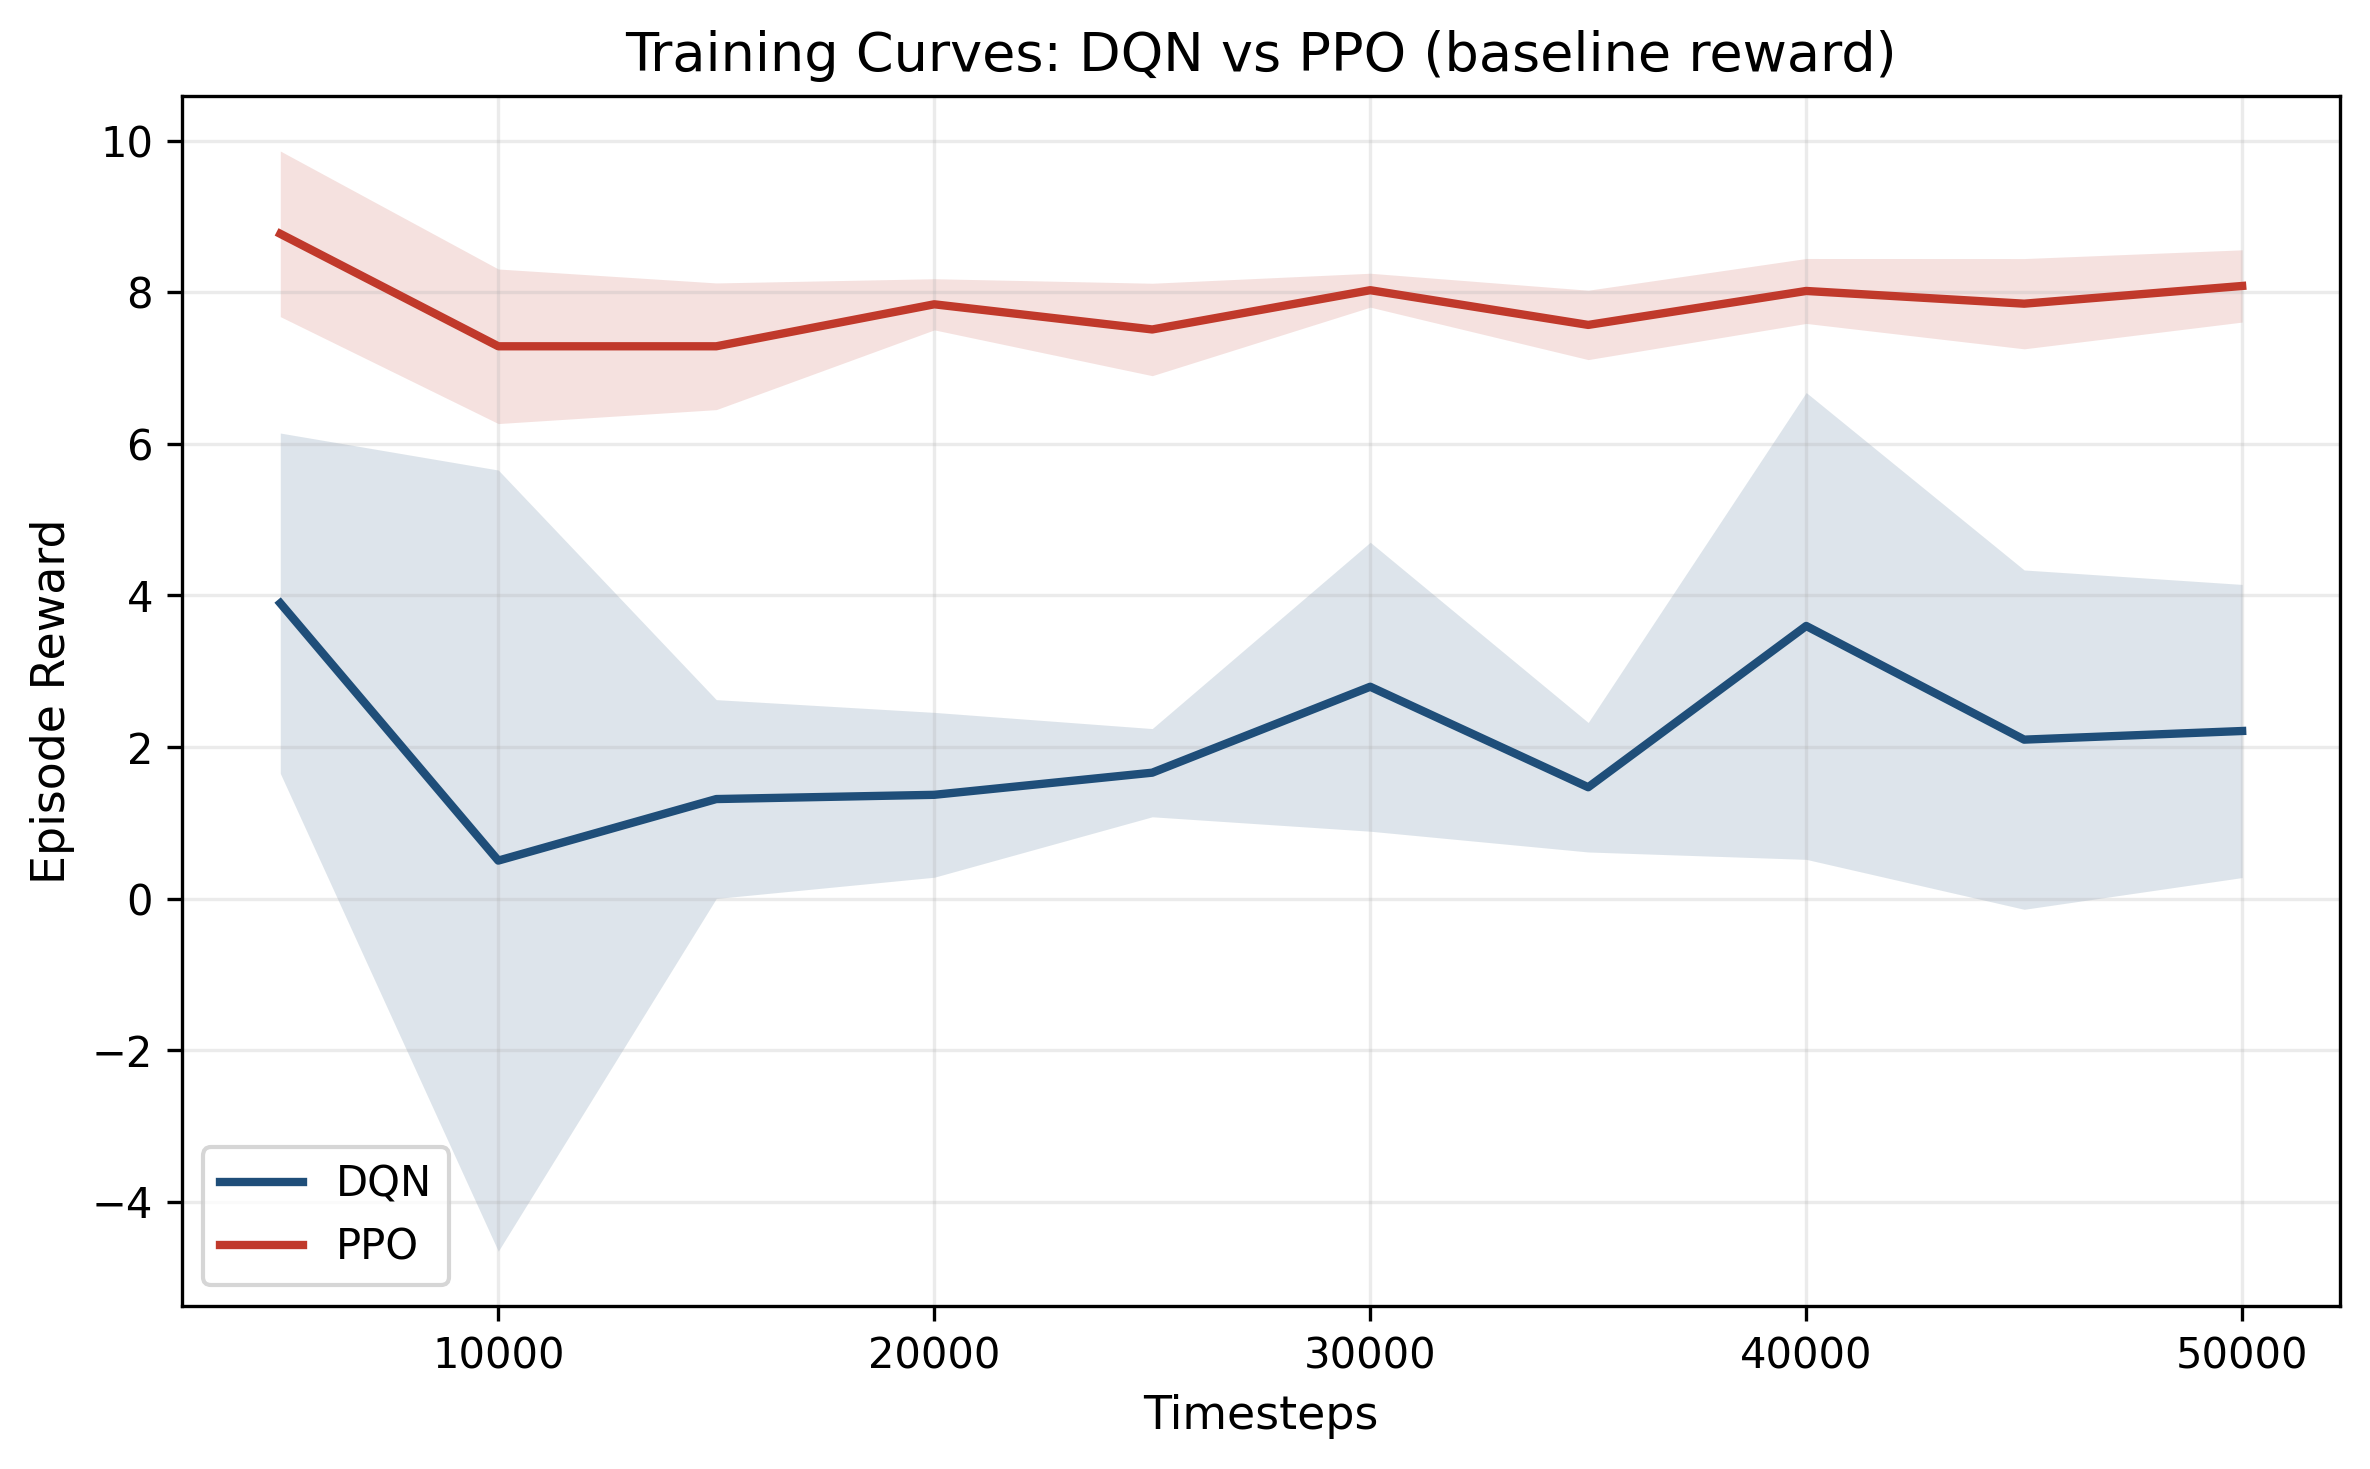 Training Curves: DQN vs PPO (baseline reward)
Episode Reward
10
8
6
4
2
0
−2
−4
DQN
PPO
10000 20000 30000 40000 50000
Timesteps